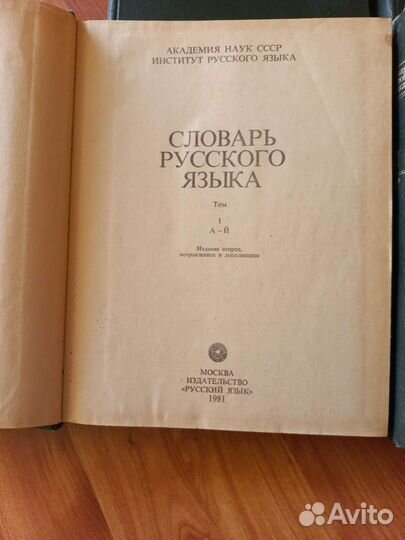 АКАДЕМИЯ НАУК СССР
ИНСТИТУТ РУССКОГО ЯЗЫКА
СЛОВАРЬ
РУССКОГО
ЯЗЫКА
Том
I
А – Й
Издание второе,
исправленное и дополненное
МОСКВА
ИЗДАТЕЛЬСТВО
«РУССКИЙ ЯЗЫК»
1981
Avito